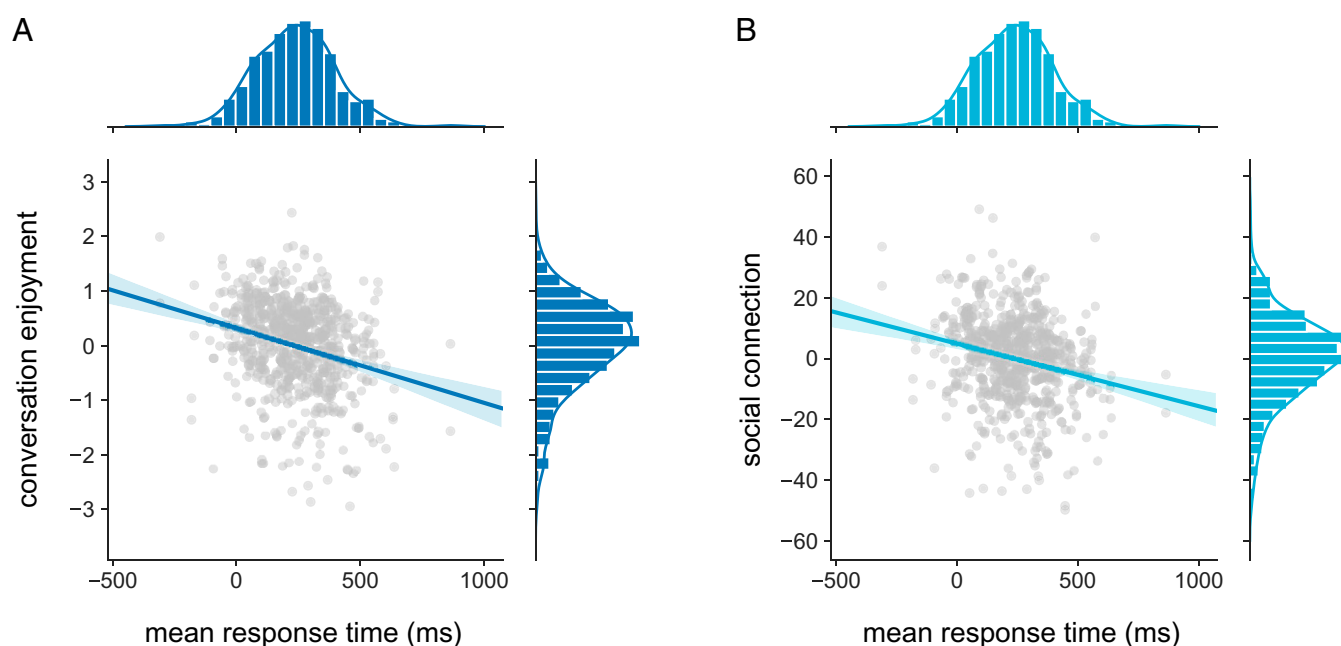 A
3
2
1
0
−1
−2
−3
conversation enjoyment
−500 0 500 1000
mean response time (ms)
B
60
40
20
0
−20
−40
−60
social connection
−500 0 500 1000
mean response time (ms)